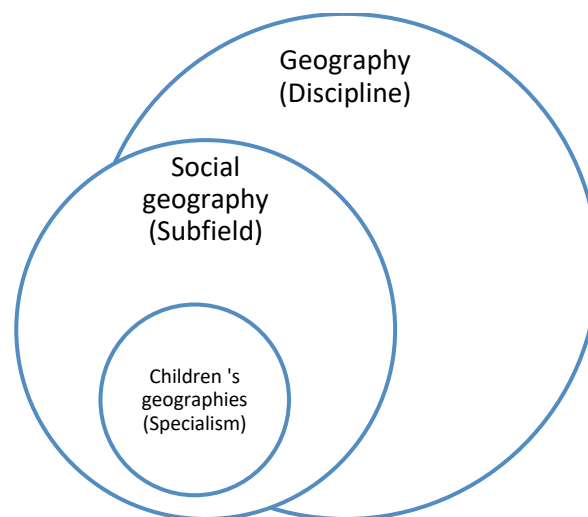 Geography
(Discipline)
Social
geography
(Subfield)
Children 's
geographies
(Specialism)